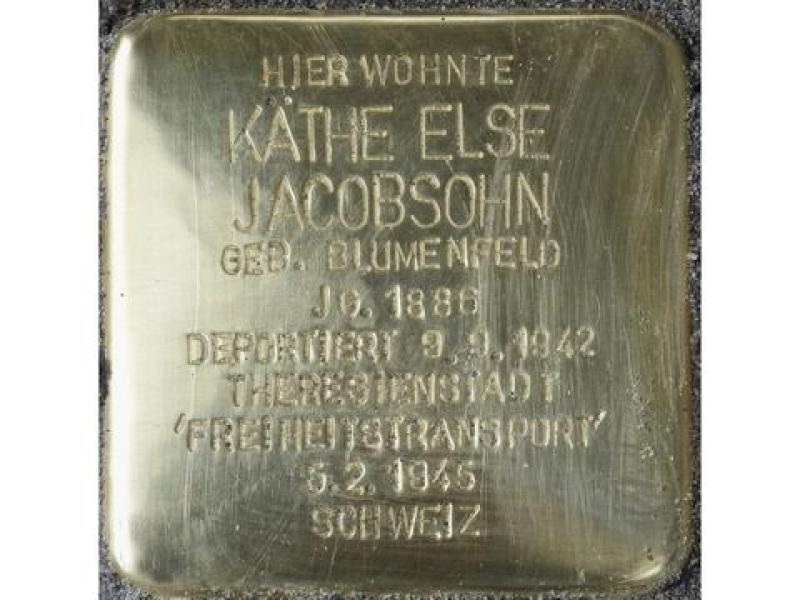 HIER WOHNTE
KÄTHE ELSE
JACOBSOHN
GEB. BLUMENFELD
JG. 1886
DEPORTIERT 9.9.1942
THERESIENSTADT
'FREIHEITSTRANSPORT'
5.2.1945
SCHWEIZ